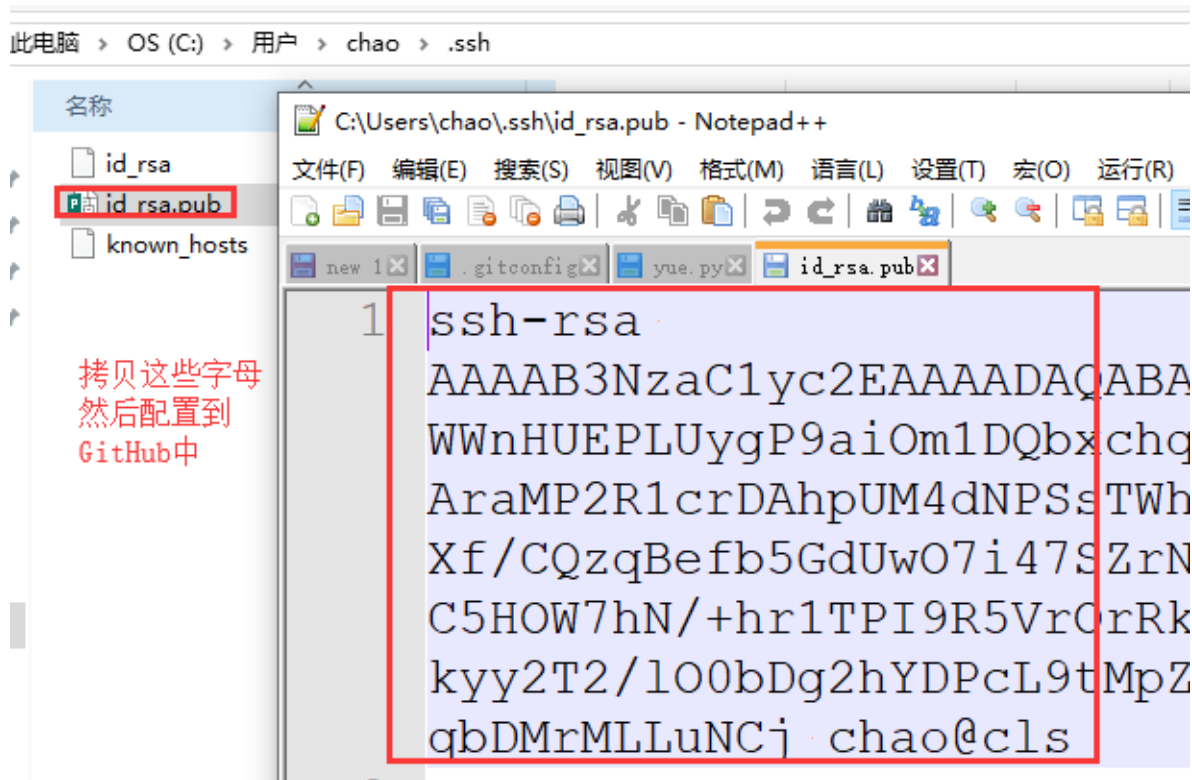 此电脑 > OS (C:) > 用户 > chao > .ssh
名称
id_rsa
id_rsa.pub
known_hosts
拷贝这些字母
然后配置到
GitHub中
C:\Users\chao\.ssh\id_rsa.pub - Notepad++
文件(F) 编辑(E) 搜索(S) 视图(V) 格式(M) 语言(L) 设置(T) 宏(O) 运行(R)
new 1 .gitconfig yue.py id_rsa.pub
1 ssh-rsa
AAAAB3NzaC1yc2EAAAADAQABA
WWnHUEPLUygP9aiOm1DQbxchq
AraMP2R1crDAhpUM4dNPSsTWh
Xf/CQzqBefb5GdUwO7i47SZrN
C5HOW7hN/+hr1TPI9R5VrOrRk
kyy2T2/lO0bDg2hYDPcL9tMpZ
qbDMrMLLuNCj chao@cls